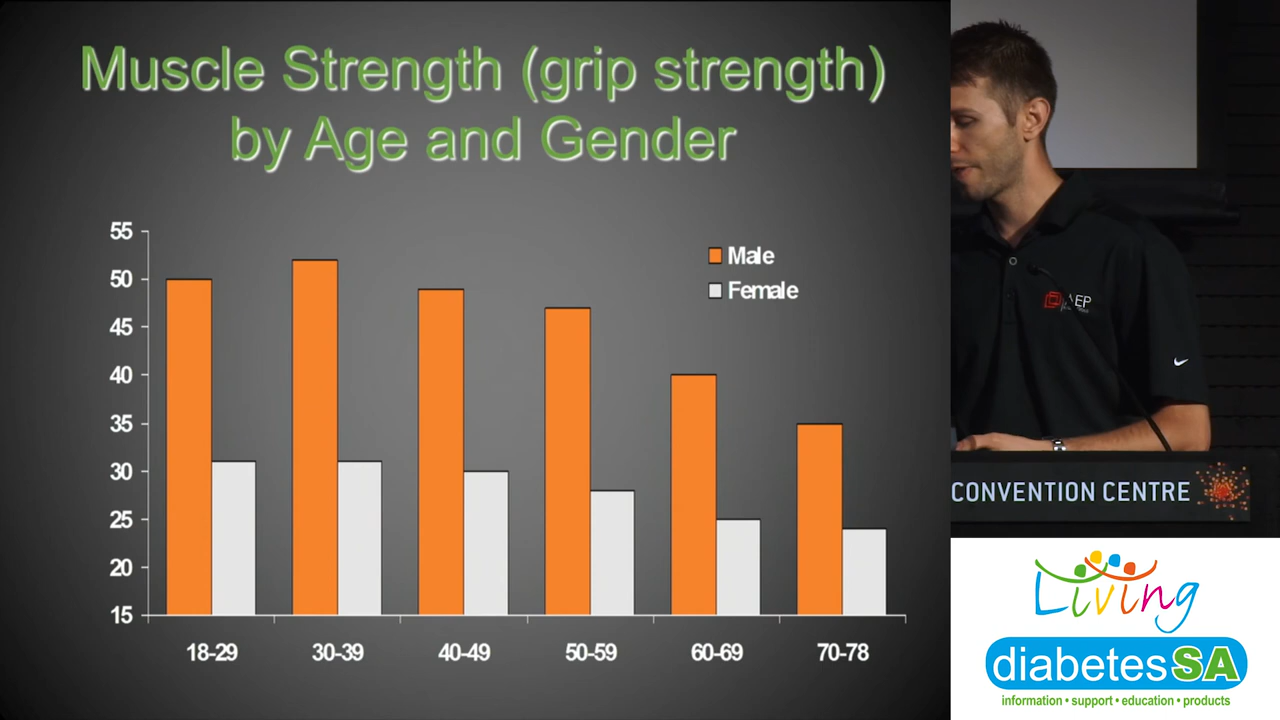 Muscle Strength (grip strength)
by Age and Gender
55
50
45
40
35
30
25
20
15
Male
Female
18-29
30-39
40-49
50-59
60-69
70-78
EP
CONVENTION CENTRE
Living
diabetesSA
information • support • education • products